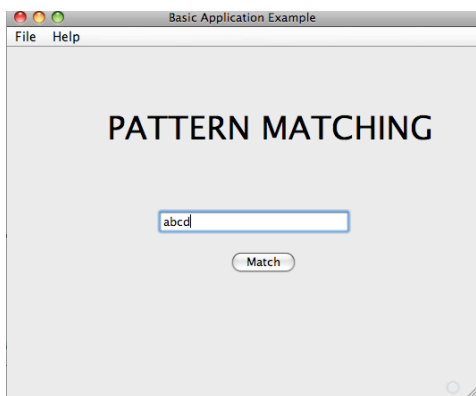 Basic Application Example
File Help
PATTERN MATCHING
abcd
Match